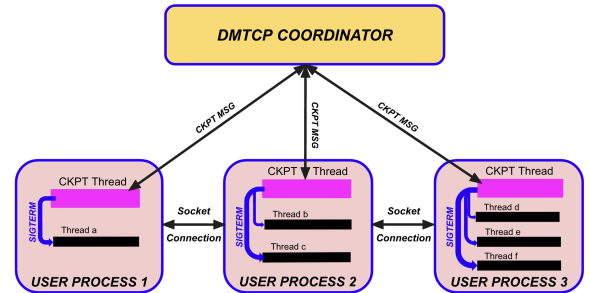 DMTCP COORDINATOR
CKPT MSG
CKPT MSG
CKPT MSG
CKPT Thread
SIGTERM
Thread a
USER PROCESS 1
Socket
Connection
CKPT Thread
SIGTERM
Thread b
Thread c
USER PROCESS 2
Socket
Connection
CKPT Thread
SIGTERM
Thread d
Thread e
Thread f
USER PROCESS 3